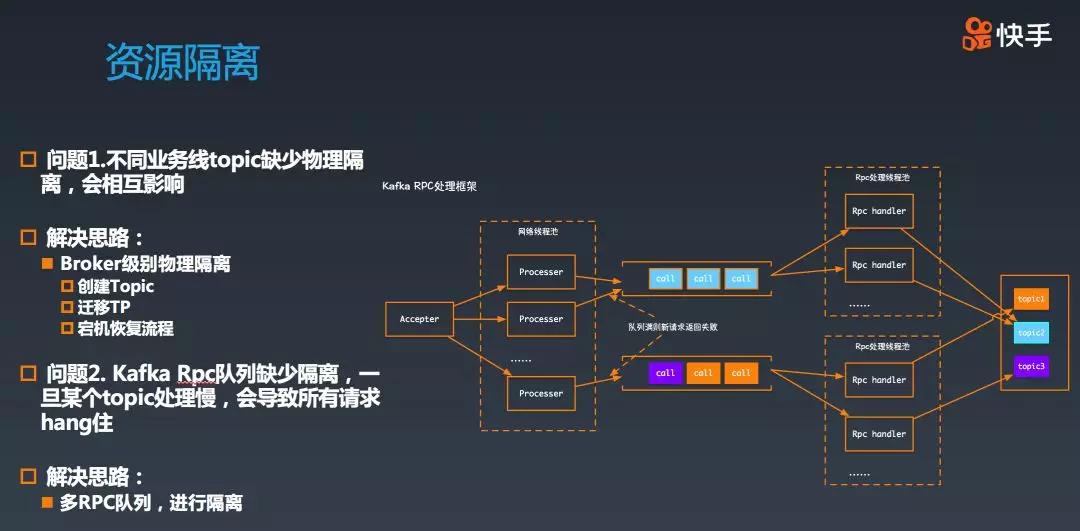 快手
资源隔离
问题1.不同业务线topic缺少物理隔
离，会相互影响
解决思路：
Broker级别物理隔离
创建Topic
迁移TP
宕机恢复流程
问题2. Kafka Rpc队列缺少隔离，一
旦某个topic处理慢，会导致所有请求
hang住
解决思路：
多RPC队列，进行隔离
Kafka RPC处理框架
Accepter
网络线程池
Processer
Processer
......
Processer
call call call
队列满则新请求返回失败
call call call
Rpc处理线程池
Rpc handler
Rpc handler
......
Rpc处理线程池
Rpc handler
Rpc handler
......
topic1
topic2
topic3